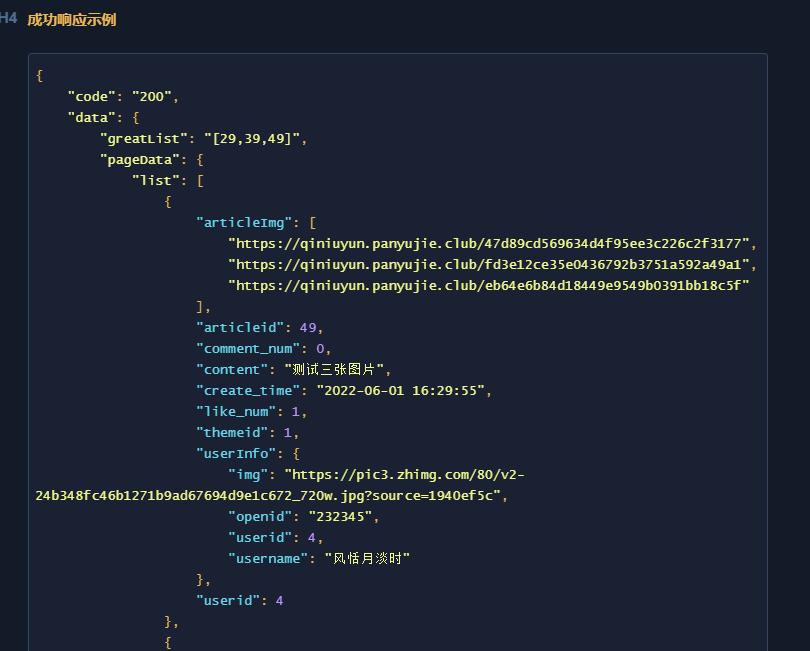 H4 成功响应示例
{
"code": "200",
"data": {
"greatList": "[29,39,49]",
"pageData": {
"list": [
{
"articleImg": [
"https://qiniuyun.panyujie.club/47d89cd569634d4f95ee3c226c2f3177",
"https://qiniuyun.panyujie.club/fd3e12ce35e0436792b3751a592a49a1",
"https://qiniuyun.panyujie.club/eb64e6b84d18449e9549b0391bb18c5f"
],
"articleid": 49,
"comment_num": 0,
"content": "测试三张图片",
"create_time": "2022-06-01 16:29:55",
"like_num": 1,
"themeid": 1,
"userInfo": {
"img": "https://pic3.zhimg.com/80/v2-
24b348fc46b1271b9ad67694d9e1c672_720w.jpg?source=1940ef5c",
"openid": "232345",
"userid": 4,
"username": "风恬月淡时"
},
"userid": 4
},
{